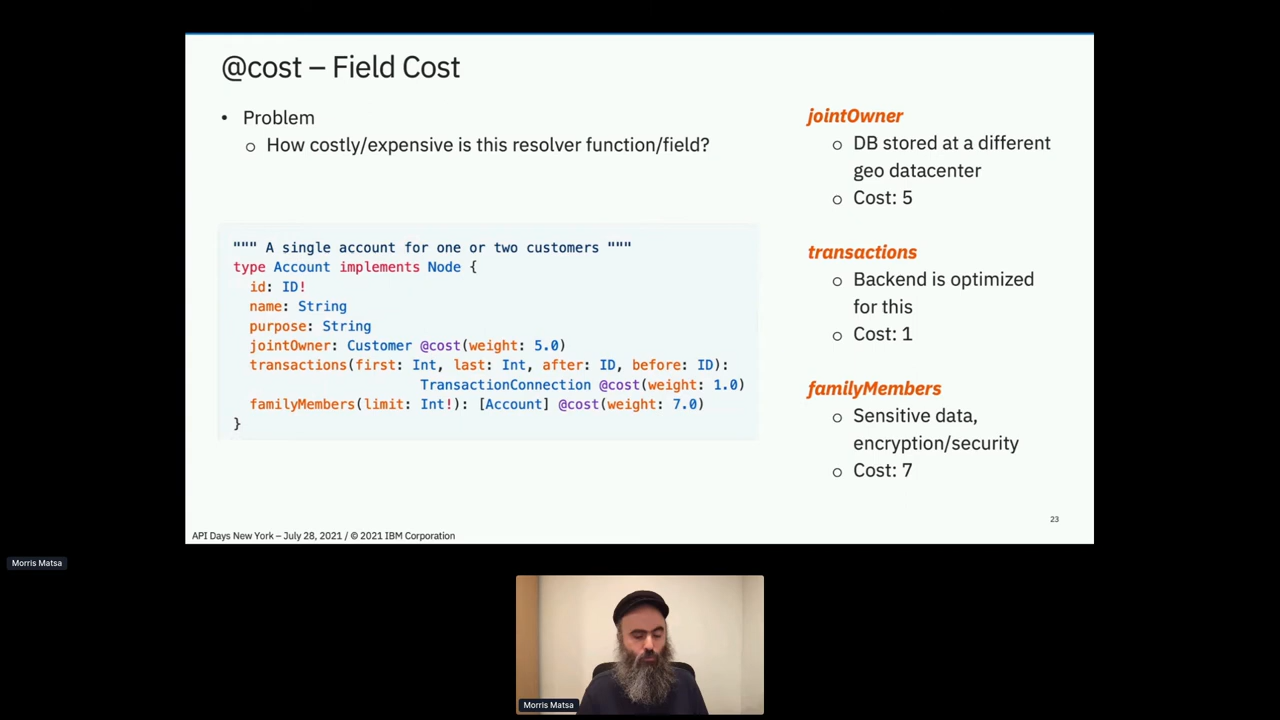 @cost – Field Cost
• Problem
○ How costly/expensive is this resolver function/field?
""" A single account for one or two customers """
type Account implements Node {
id: ID!
name: String
purpose: String
jointOwner: Customer @cost(weight: 5.0)
transactions(first: Int, last: Int, after: ID, before: ID):
TransactionConnection @cost(weight: 1.0)
familyMembers(limit: Int!): [Account] @cost(weight: 7.0)
}
jointOwner
○ DB stored at a different
geo datacenter
○ Cost: 5
transactions
○ Backend is optimized
for this
○ Cost: 1
familyMembers
○ Sensitive data,
encryption/security
○ Cost: 7
23
API Days New York – July 28, 2021 / © 2021 IBM Corporation
Morris Matsa
Morris Matsa